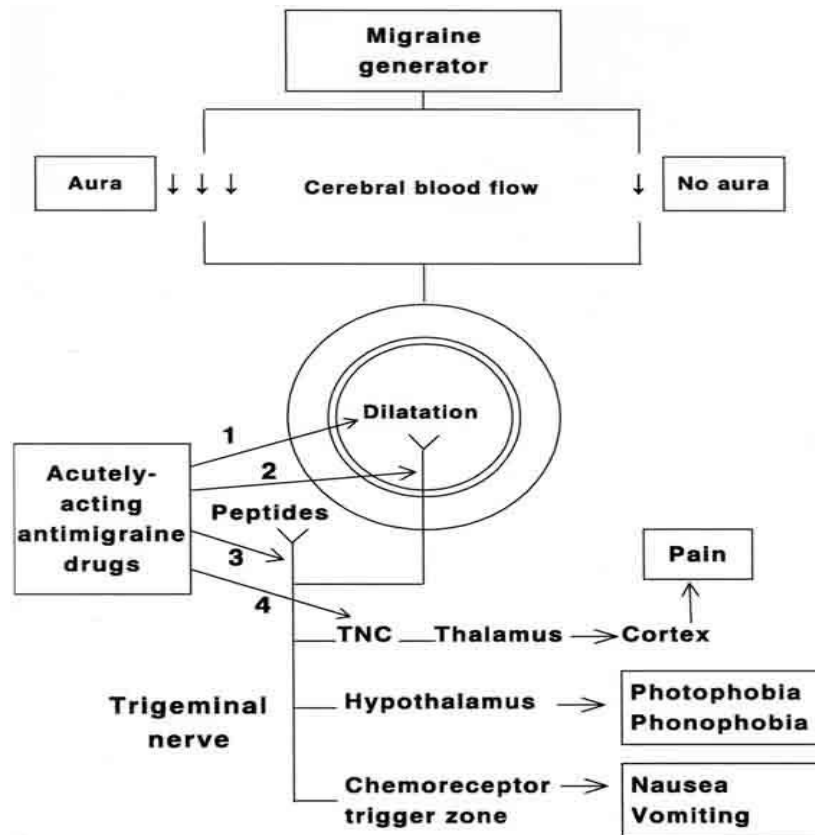 Migraine
generator
Aura
↓ ↓ ↓
Cerebral blood flow
↓
No aura
Dilatation
1
2
Acutely-
acting
antimigraine
drugs
Peptides
3
4
Pain
TNC
Thalamus
Cortex
Trigeminal
nerve
Hypothalamus
Photophobia
Phonophobia
Chemoreceptor
trigger zone
Nausea
Vomiting